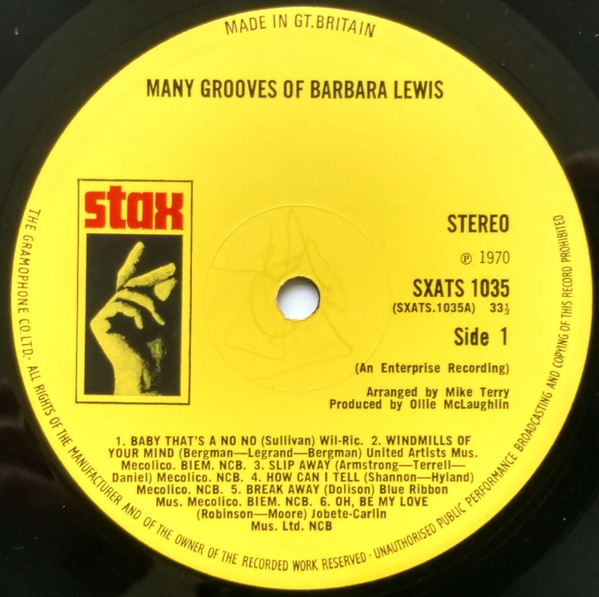 MADE IN GT.BRITAIN
MANY GROOVES OF BARBARA LEWIS
stax
STEREO
℗ 1970
SXATS 1035
(SXATS.1035A) 33⅓
Side 1
(An Enterprise Recording)
Arranged by Mike Terry
Produced by Ollie McLaughlin
1. BABY THAT'S A NO NO (Sullivan) Wil-Ric. 2. WINDMILLS OF
YOUR MIND (Bergman—Legrand—Bergman) United Artists Mus.
Mecolico. BIEM. NCB. 3. SLIP AWAY (Armstrong—Terrell—
Daniel) Mecolico. NCB. 4. HOW CAN I TELL (Shannon—Hyland)
Mecolico. NCB. 5. BREAK AWAY (Dolison) Blue Ribbon
Mus. Mecolico. BIEM. NCB. 6. OH, BE MY LOVE
(Robinson—Moore) Jobete-Carlin
Mus. Ltd. NCB
THE GRAMOPHONE CO. LTD. · ALL RIGHTS OF THE MANUFACTURER AND OF THE OWNER OF THE RECORDED WORK RESERVED · UNAUTHORISED PUBLIC PERFORMANCE BROADCASTING AND COPYING OF THIS RECORD PROHIBITED